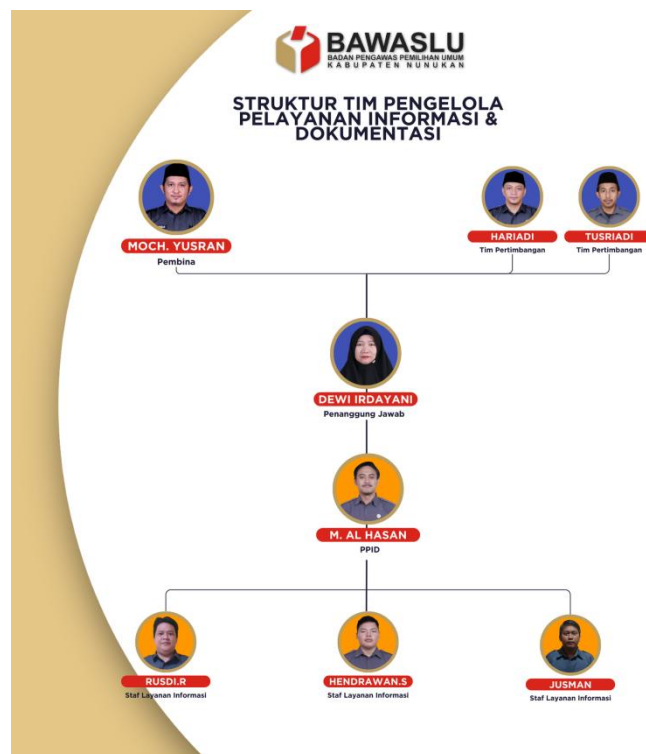 BAWASLU
BADAN PENGAWAS PEMILIHAN UMUM
KABUPATEN NUNUKAN
STRUKTUR TIM PENGELOLA
PELAYANAN INFORMASI &
DOKUMENTASI
MOCH. YUSRAN
Pembina
HARIADI
Tim Pertimbangan
TUSRIADI
Tim Pertimbangan
DEWI IRDAYANI
Penanggung Jawab
M. AL HASAN
PPID
RUSDI.R
Staf Layanan Informasi
HENDRAWAN.S
Staf Layanan Informasi
JUSMAN
Staf Layanan Informasi